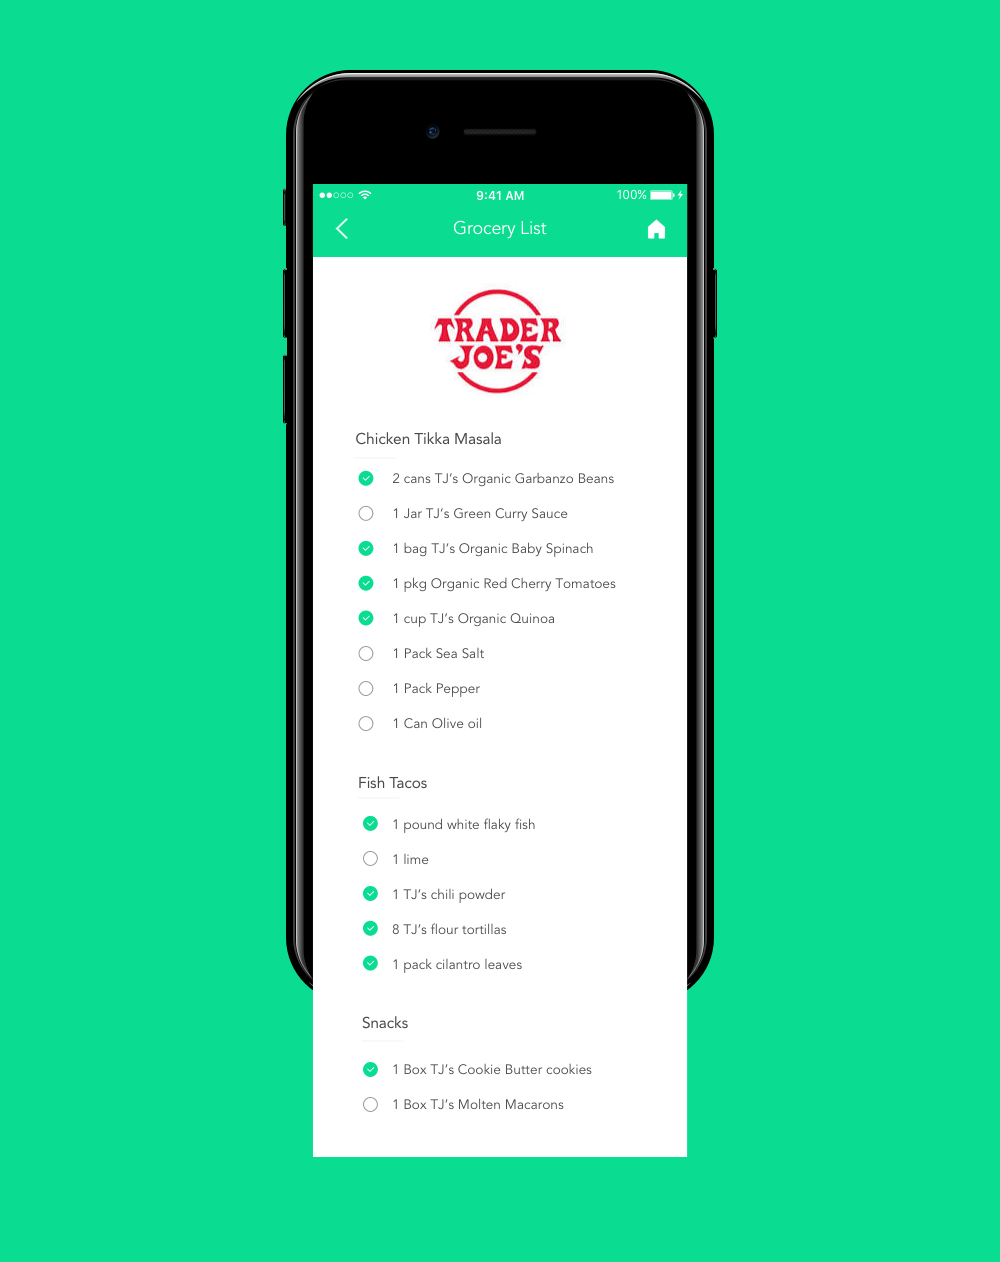 9:41 AM
100%
Grocery List
TRADER
JOE'S
Chicken Tikka Masala
2 cans TJ’s Organic Garbanzo Beans
1 Jar TJ’s Green Curry Sauce
1 bag TJ’s Organic Baby Spinach
1 pkg Organic Red Cherry Tomatoes
1 cup TJ’s Organic Quinoa
1 Pack Sea Salt
1 Pack Pepper
1 Can Olive oil
Fish Tacos
1 pound white flaky fish
1 lime
1 TJ’s chili powder
8 TJ’s flour tortillas
1 pack cilantro leaves
Snacks
1 Box TJ’s Cookie Butter cookies
1 Box TJ’s Molten Macarons